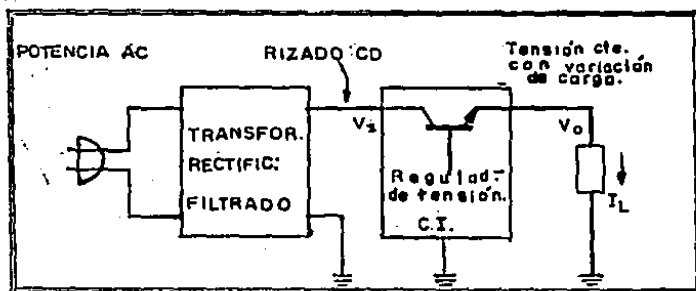 POTENCIA AC
RIZADO CD
Tensión cte.
con variación
de carga.
TRANSFOR.
RECTIFIC:
FILTRADO
Vs
Regulad-
de tensión.
C.I.
Vo
IL